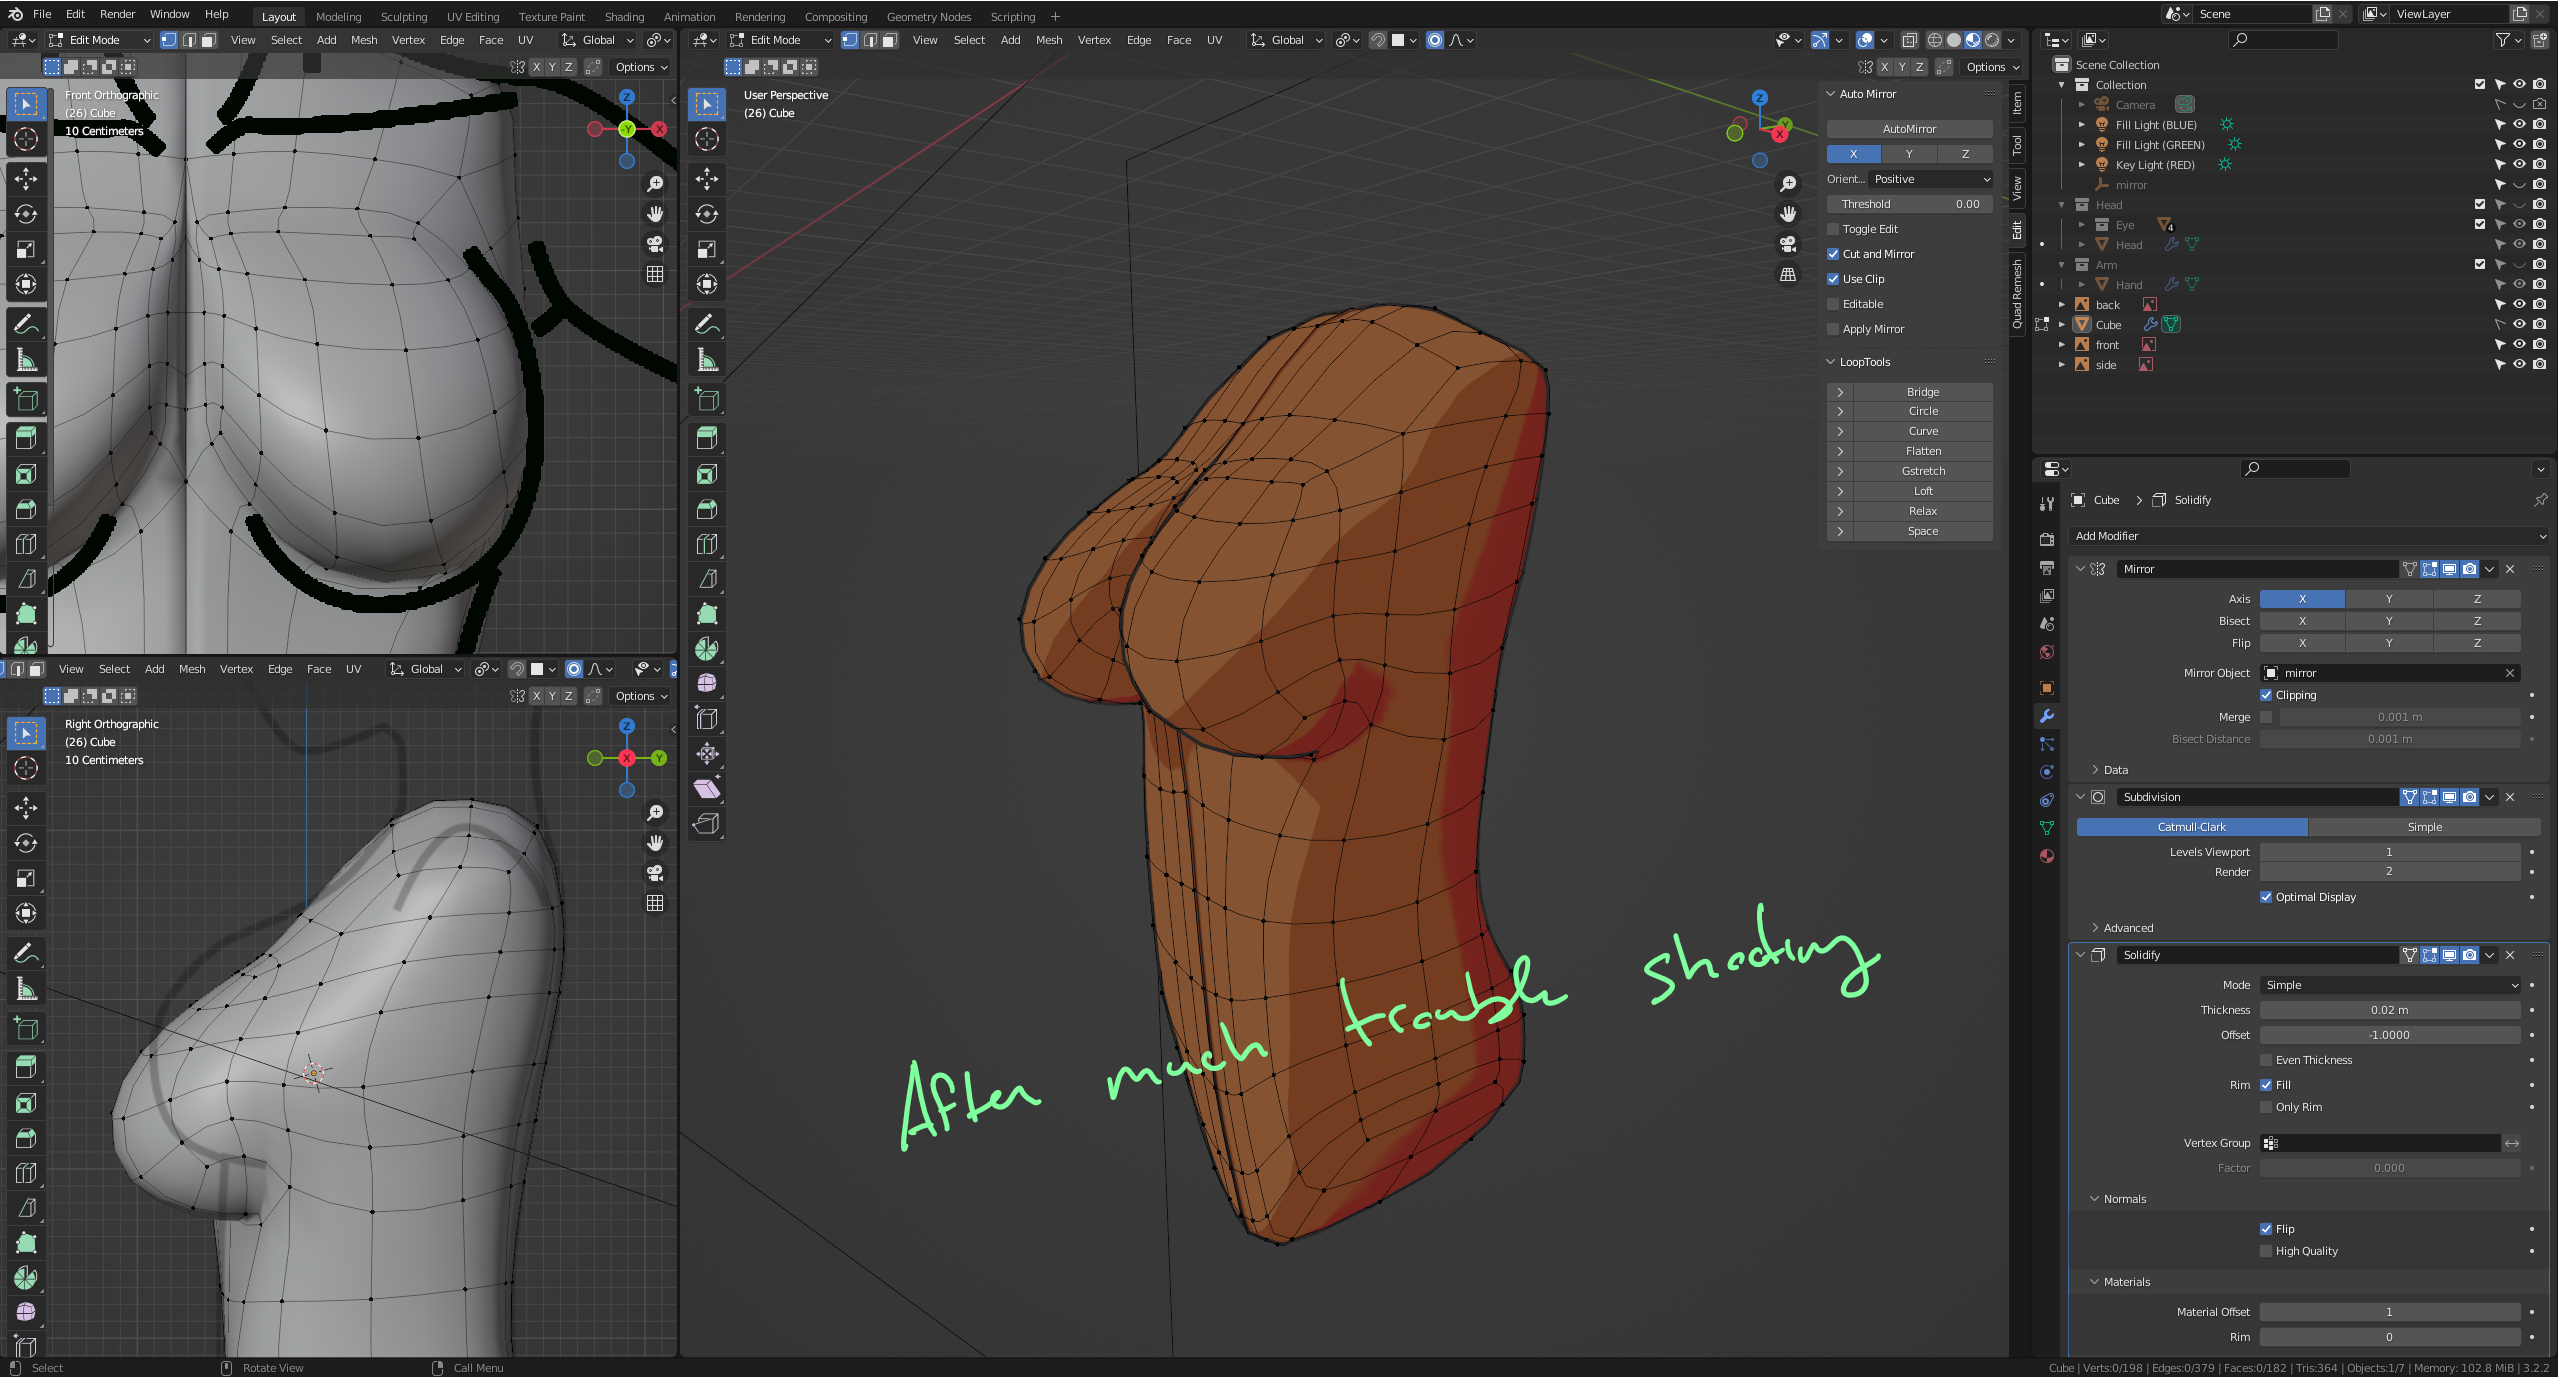 File Edit Render Window Help Layout Modeling Sculpting UV Editing Texture Paint Shading Animation Rendering Compositing Geometry Nodes Scripting + Scene ViewLayer
Edit Mode View Select Add Mesh Vertex Edge Face UV Global
X Y Z Options
Front Orthographic
(26) Cube
10 Centimeters
Z
Y
X
View Select Add Mesh Vertex Edge Face UV Global
X Y Z Options
Right Orthographic
(26) Cube
10 Centimeters
Z
X
Y
Edit Mode View Select Add Mesh Vertex Edge Face UV Global
X Y Z Options
User Perspective
(26) Cube
Z
Y
X
Auto Mirror
AutoMirror
X Y Z
Orient... Positive
Threshold 0.00
Toggle Edit
Cut and Mirror
Use Clip
Editable
Apply Mirror
LoopTools
Bridge
Circle
Curve
Flatten
Gstretch
Loft
Relax
Space
Item
Tool
View
Edit
Quad Remesh
After much trouble shooting
Scene Collection
Collection
Camera
Fill Light (BLUE)
Fill Light (GREEN)
Key Light (RED)
mirror
Head
Eye 4
Head
Arm
Hand
back
Cube
front
side
Cube > Solidify
Add Modifier
Mirror
Axis X Y Z
Bisect X Y Z
Flip X Y Z
Mirror Object mirror
Clipping
Merge 0.001 m
Bisect Distance 0.001 m
Data
Subdivision
Catmull-Clark Simple
Levels Viewport 1
Render 2
Optimal Display
Advanced
Solidify
Mode Simple
Thickness 0.02 m
Offset -1.0000
Even Thickness
Rim Fill
Only Rim
Vertex Group
Factor 0.000
Normals
Flip
High Quality
Materials
Material Offset 1
Rim 0
Select Rotate View Call Menu
Cube | Verts:0/198 | Edges:0/379 | Faces:0/182 | Tris:364 | Objects:1/7 | Memory: 102.8 MiB | 3.2.2